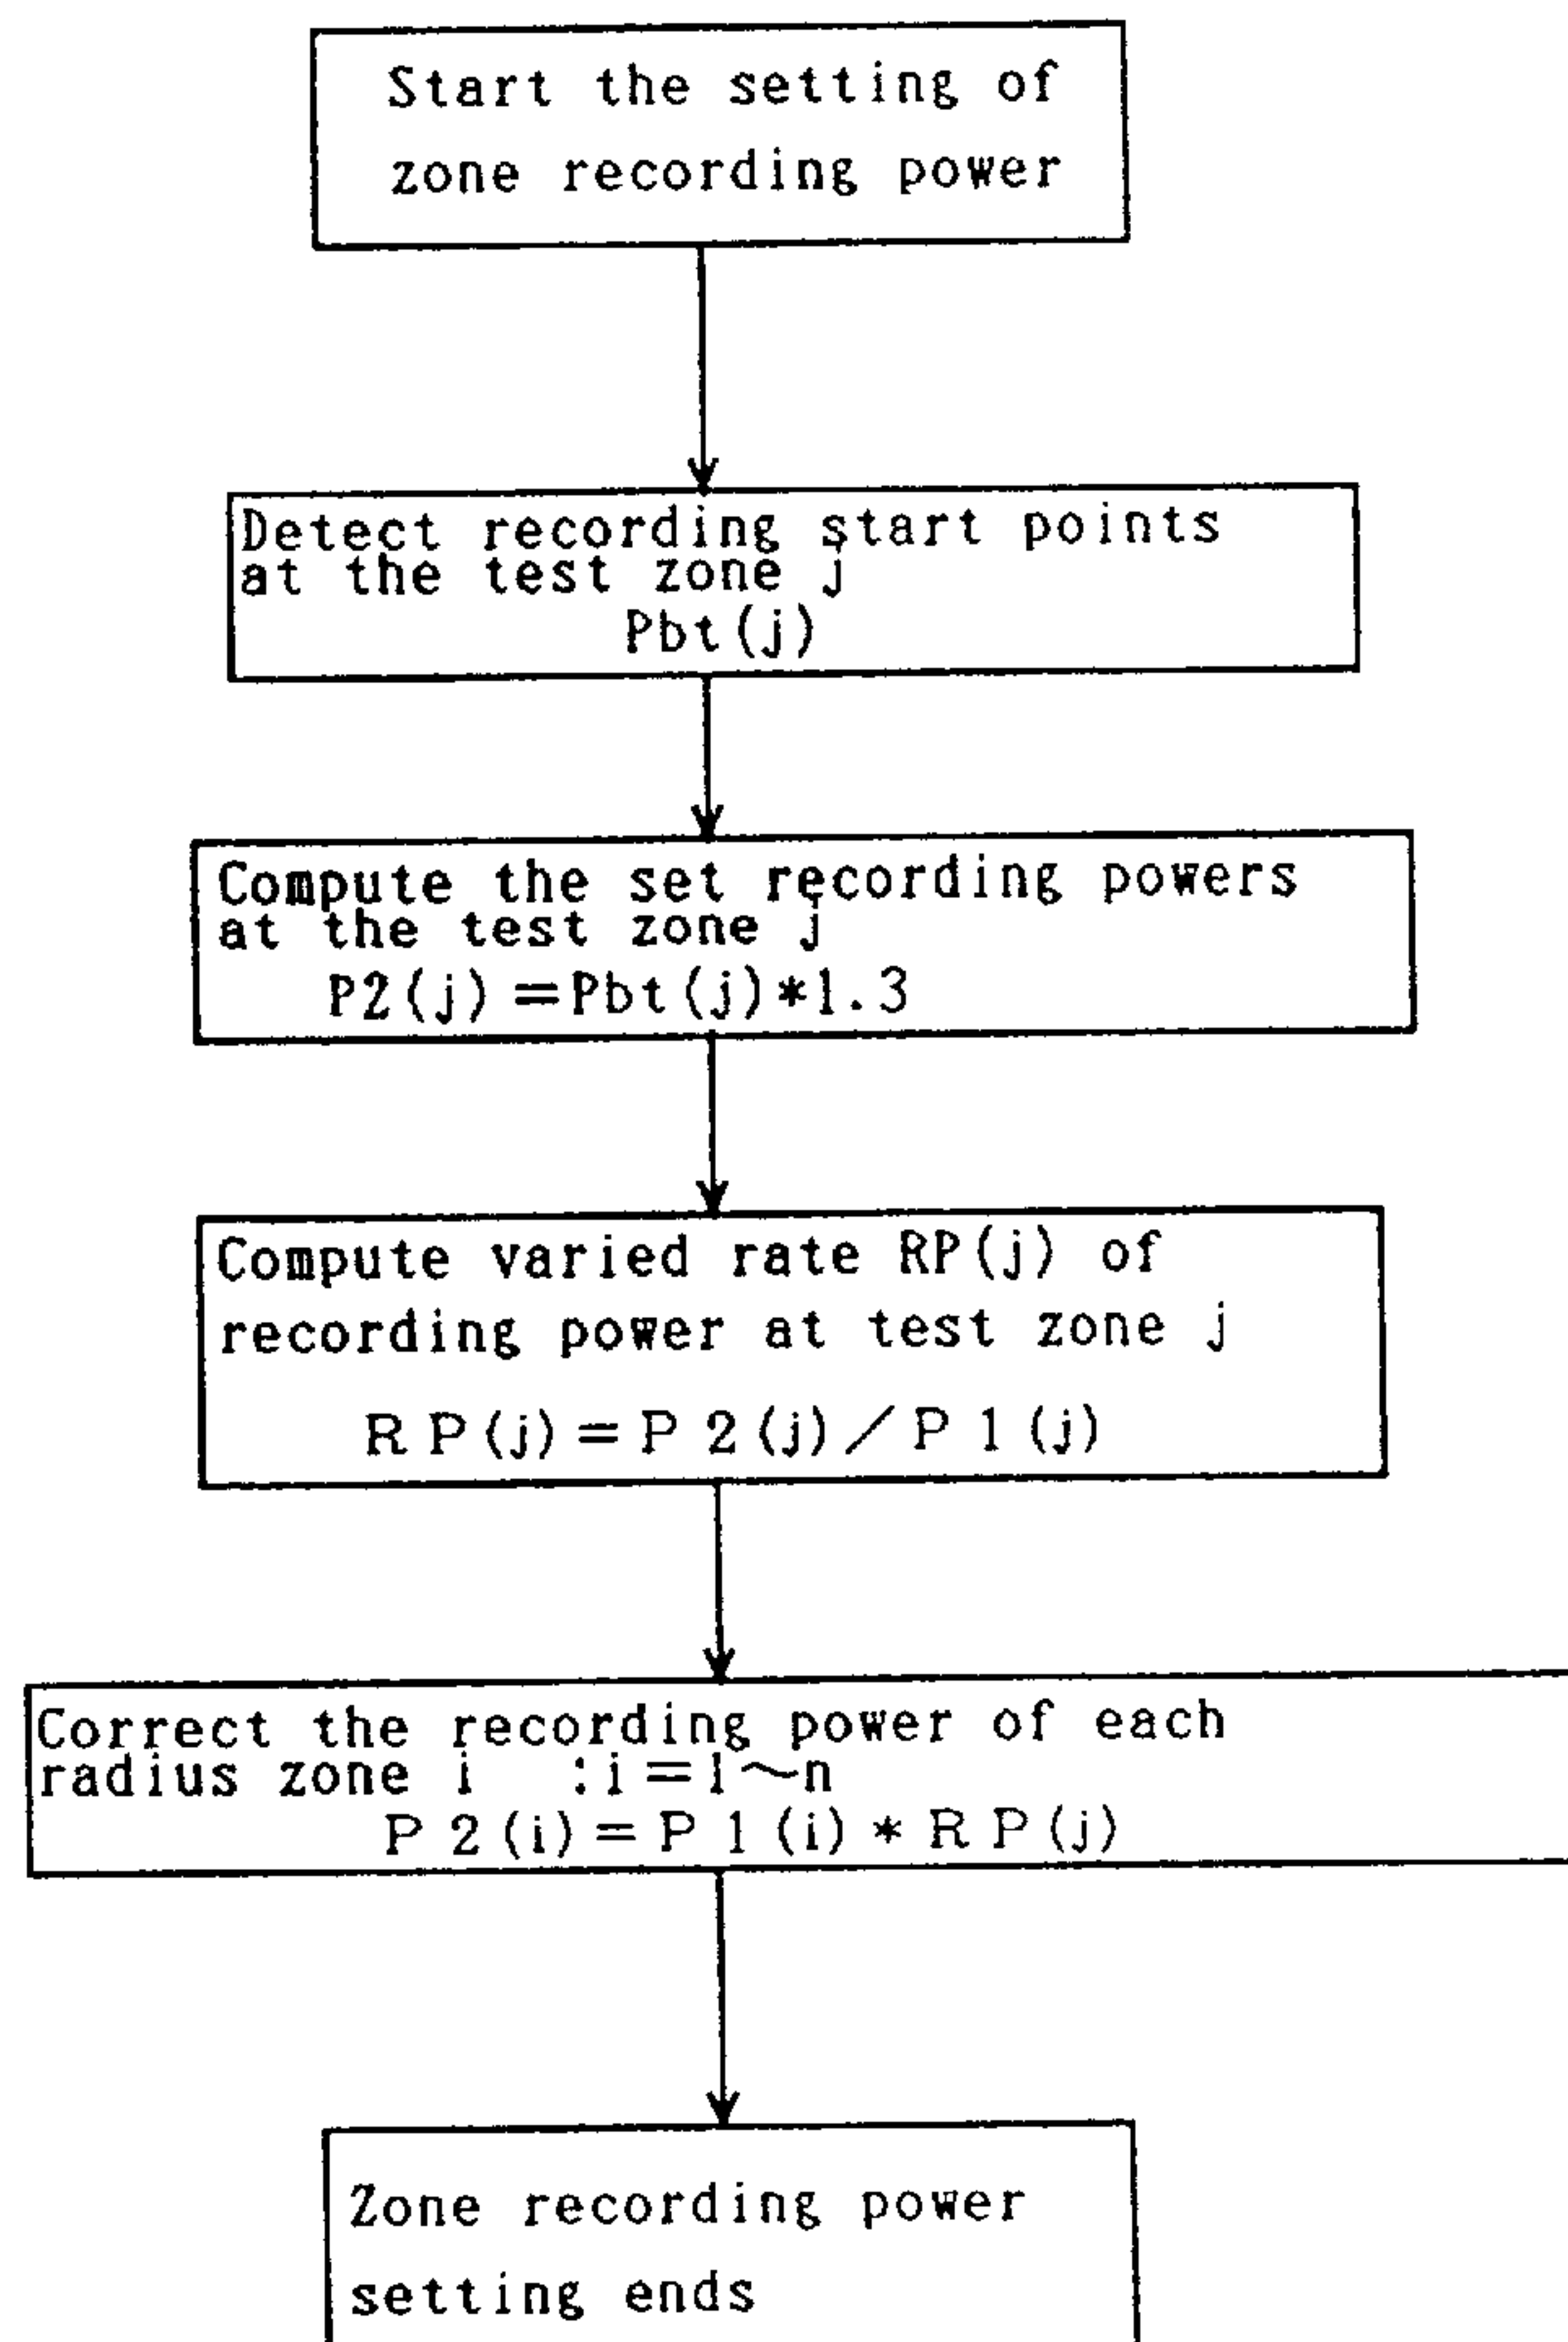 Start the setting of
zone recording power
Detect recording start points
at the test zone j
Pbt(j)
Compute the set recording powers
at the test zone j
P2(j)=Pbt(j)*1.3
Compute varied rate RP(j) of
recording power at test zone j
RP(j)=P2(j)/P1(j)
Correct the recording power of each
radius zone i :i=1~n
P2(i)=P1(i)*RP(j)
Zone recording power
setting ends